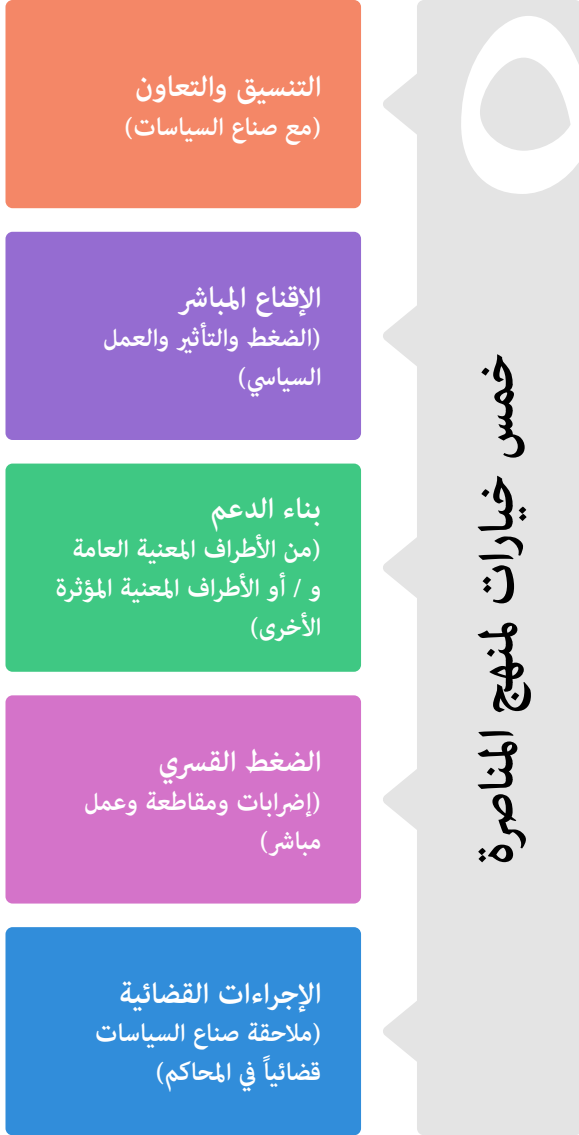 ٥
خمس خيارات لمنهج المناصرة
التنسيق والتعاون
(مع صناع السياسات)
الإقناع المباشر
(الضغط والتأثير والعمل
السياسي)
بناء الدعم
(من الأطراف المعنية العامة
و / أو الأطراف المعنية المؤثرة
الأخرى)
الضغط القسري
(إضرابات ومقاطعة وعمل
مباشر)
الإجراءات القضائية
(ملاحقة صناع السياسات
قضائياً في المحاكم)